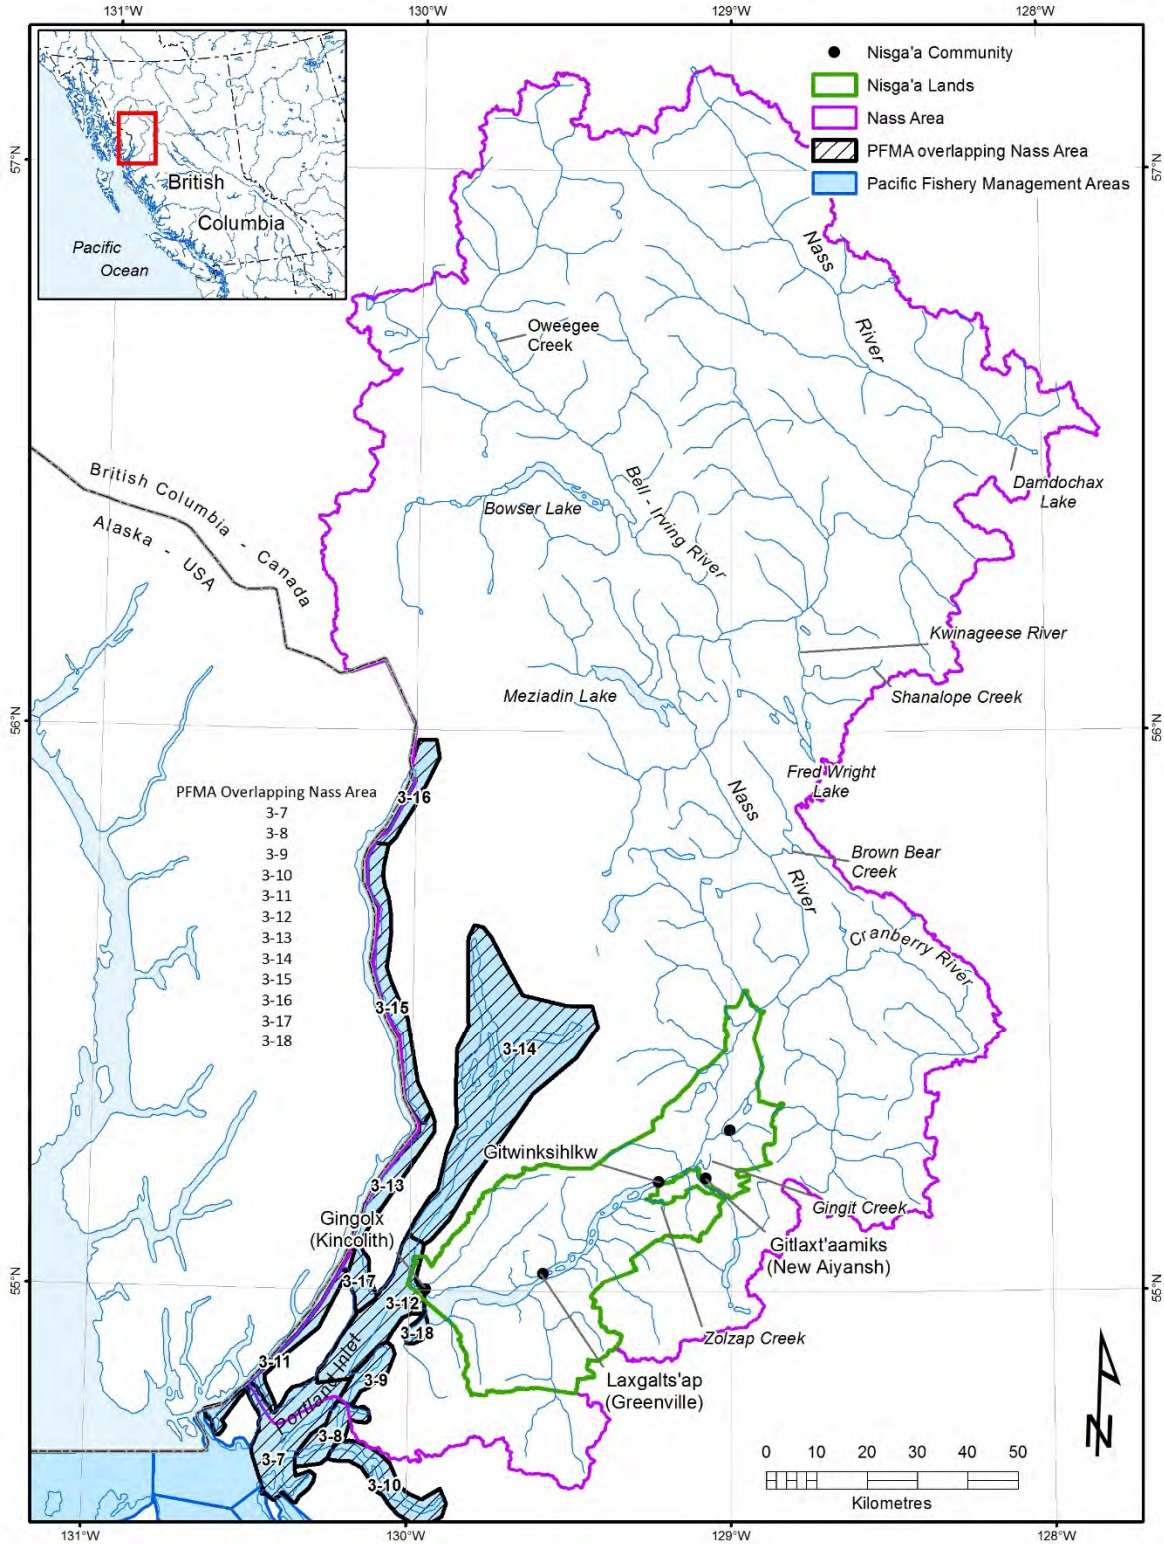 131°W
130°W
129°W
128°W
Nisga'a Community
Nisga'a Lands
Nass Area
PFMA overlapping Nass Area
Pacific Fishery Management Areas
British
Columbia
Pacific
Ocean
57°N
57°N
Nass
River
Oweegee
Creek
British Columbia - Canada
Alaska - USA
Bowser Lake
Bell - Irving River
Damdochax
Lake
Kwinageese River
Shanalope Creek
Meziadin Lake
56°N
56°N
Fred Wright
Lake
Nass
River
Brown Bear
Creek
Cranberry River
PFMA Overlapping Nass Area
3-7
3-8
3-9
3-10
3-11
3-12
3-13
3-14
3-15
3-16
3-17
3-18
3-16
3-15
3-14
3-13
Gitwinksihlkw
Gingit Creek
Gitlaxt'aamiks
(New Aiyansh)
Gingolx
(Kincolith)
55°N
55°N
3-17
3-12
3-18
Zolzap Creek
3-11
Portland Inlet
3-9
Laxgalts'ap
(Greenville)
3-8
3-7
3-10
N
0 10 20 30 40 50
Kilometres
131°W
130°W
129°W
128°W